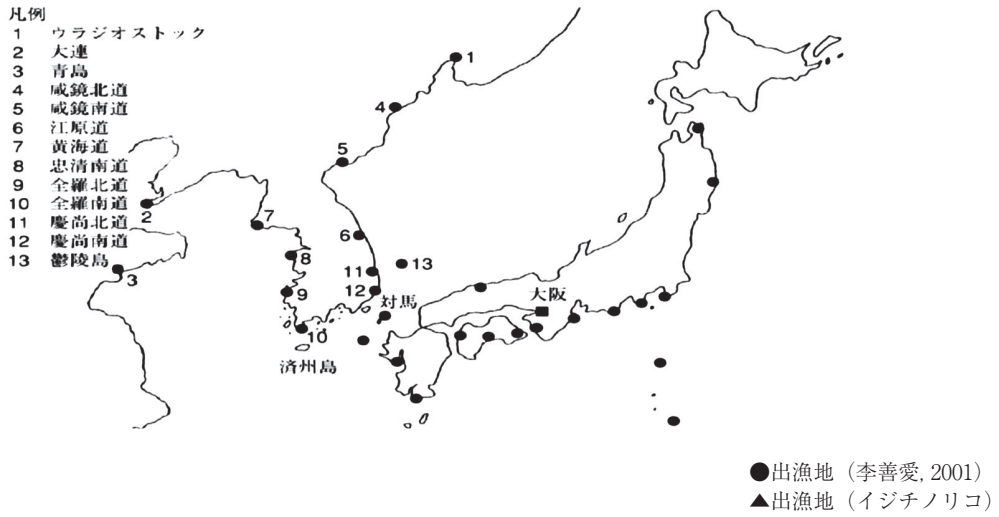 凡例
1 ウラジオストック
2 大連
3 青島
4 咸鏡北道
5 咸鏡南道
6 江原道
7 黄海道
8 忠清南道
9 全羅北道
10 全羅南道
11 慶尚北道
12 慶尚南道
13 鬱陵島
1
4
5
2
7
6
8
13
3
11
9
12
対馬
大阪
10
済州島
●出漁地（李善愛, 2001）
▲出漁地（イジチノリコ）